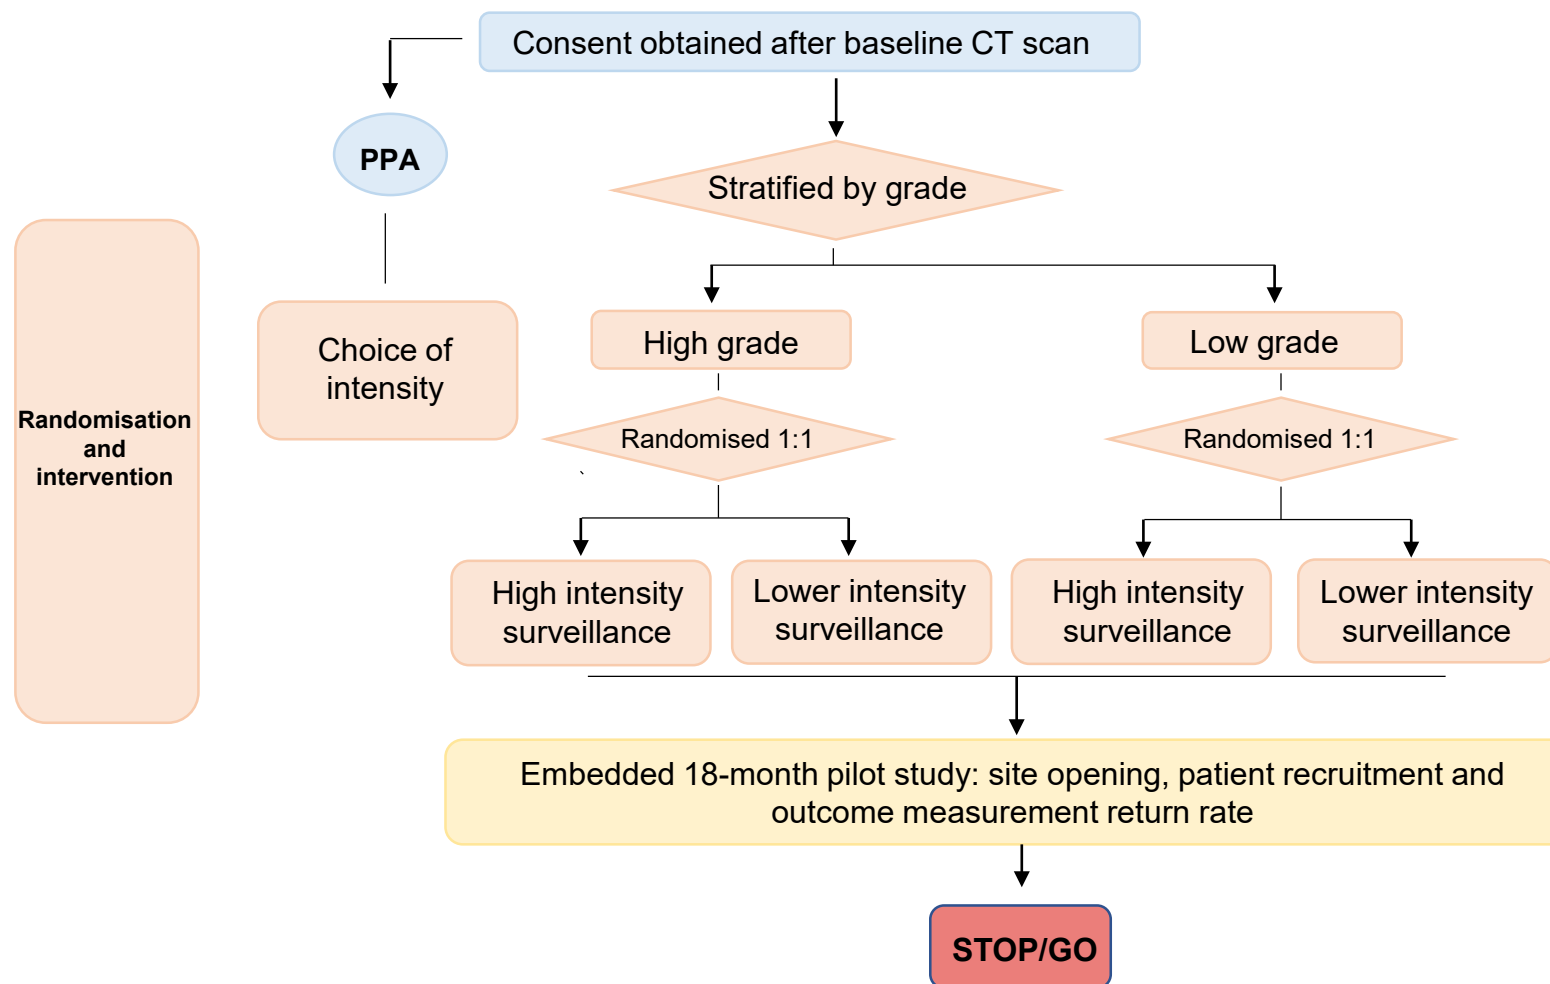 Consent obtained after baseline CT scan
PPA
Stratified by grade
Choice of
intensity
High grade
Low grade
Randomisation
and
intervention
Randomised 1:1
Randomised 1:1
`
High intensity
surveillance
Lower intensity
surveillance
High intensity
surveillance
Lower intensity
surveillance
Embedded 18-month pilot study: site opening, patient recruitment and
outcome measurement return rate
STOP/GO